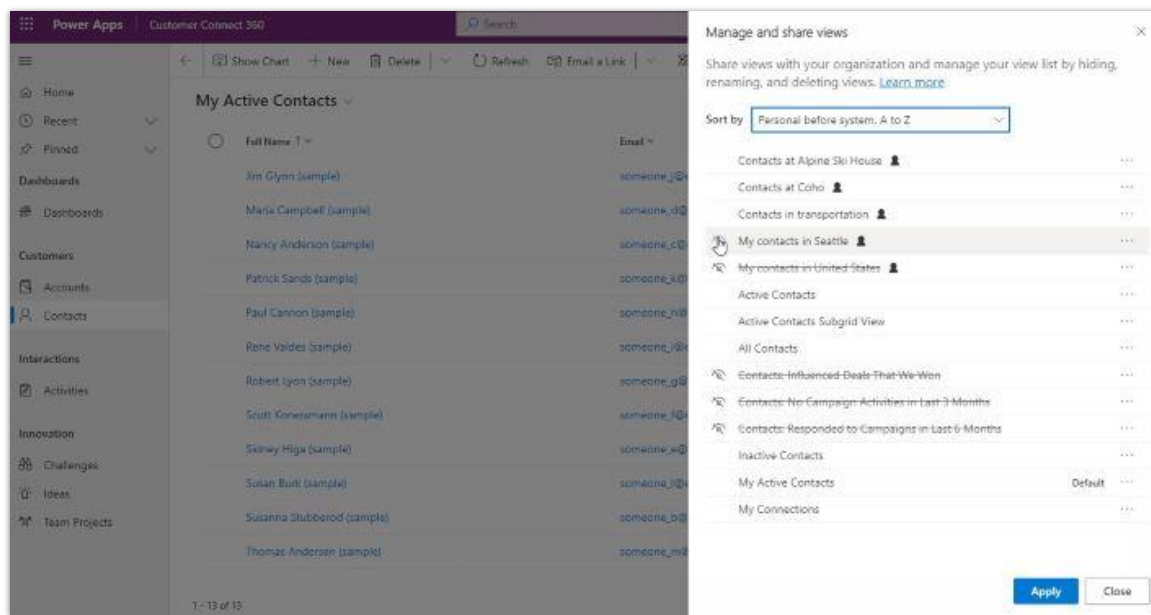 Power Apps
Customer Connect 360
Search
Show Chart
New
Delete
Refresh
Email a Link
Home
Recent
Pinned
Dashboards
Dashboards
Customers
Accounts
Contacts
Interactions
Activities
Innovation
Challenges
Ideas
Team Projects
My Active Contacts
Full Name
Email
Jim Glynn (sample)
Maria Campbell (sample)
Nancy Anderson (sample)
Patrick Sands (sample)
Paul Cannon (sample)
Rene Valdes (sample)
Robert Lyon (sample)
Scott Konersmann (sample)
Sidney Higa (sample)
Susan Burk (sample)
Susanna Stubberod (sample)
Thomas Andersen (sample)
1 - 13 of 13
Manage and share views
Share views with your organization and manage your view list by hiding,
renaming, and deleting views. Learn more
Sort by Personal before system, A to Z
Contacts at Alpine Ski House
Contacts at Coho
Contacts in transportation
My contacts in Seattle
My contacts in United States
Active Contacts
Active Contacts Subgrid View
All Contacts
Contacts: Influenced Deals That We Won
Contacts: No Campaign Activities in Last 3 Months
Contacts: Responded to Campaigns in Last 6 Months
Inactive Contacts
My Active Contacts Default
My Connections
Apply
Close